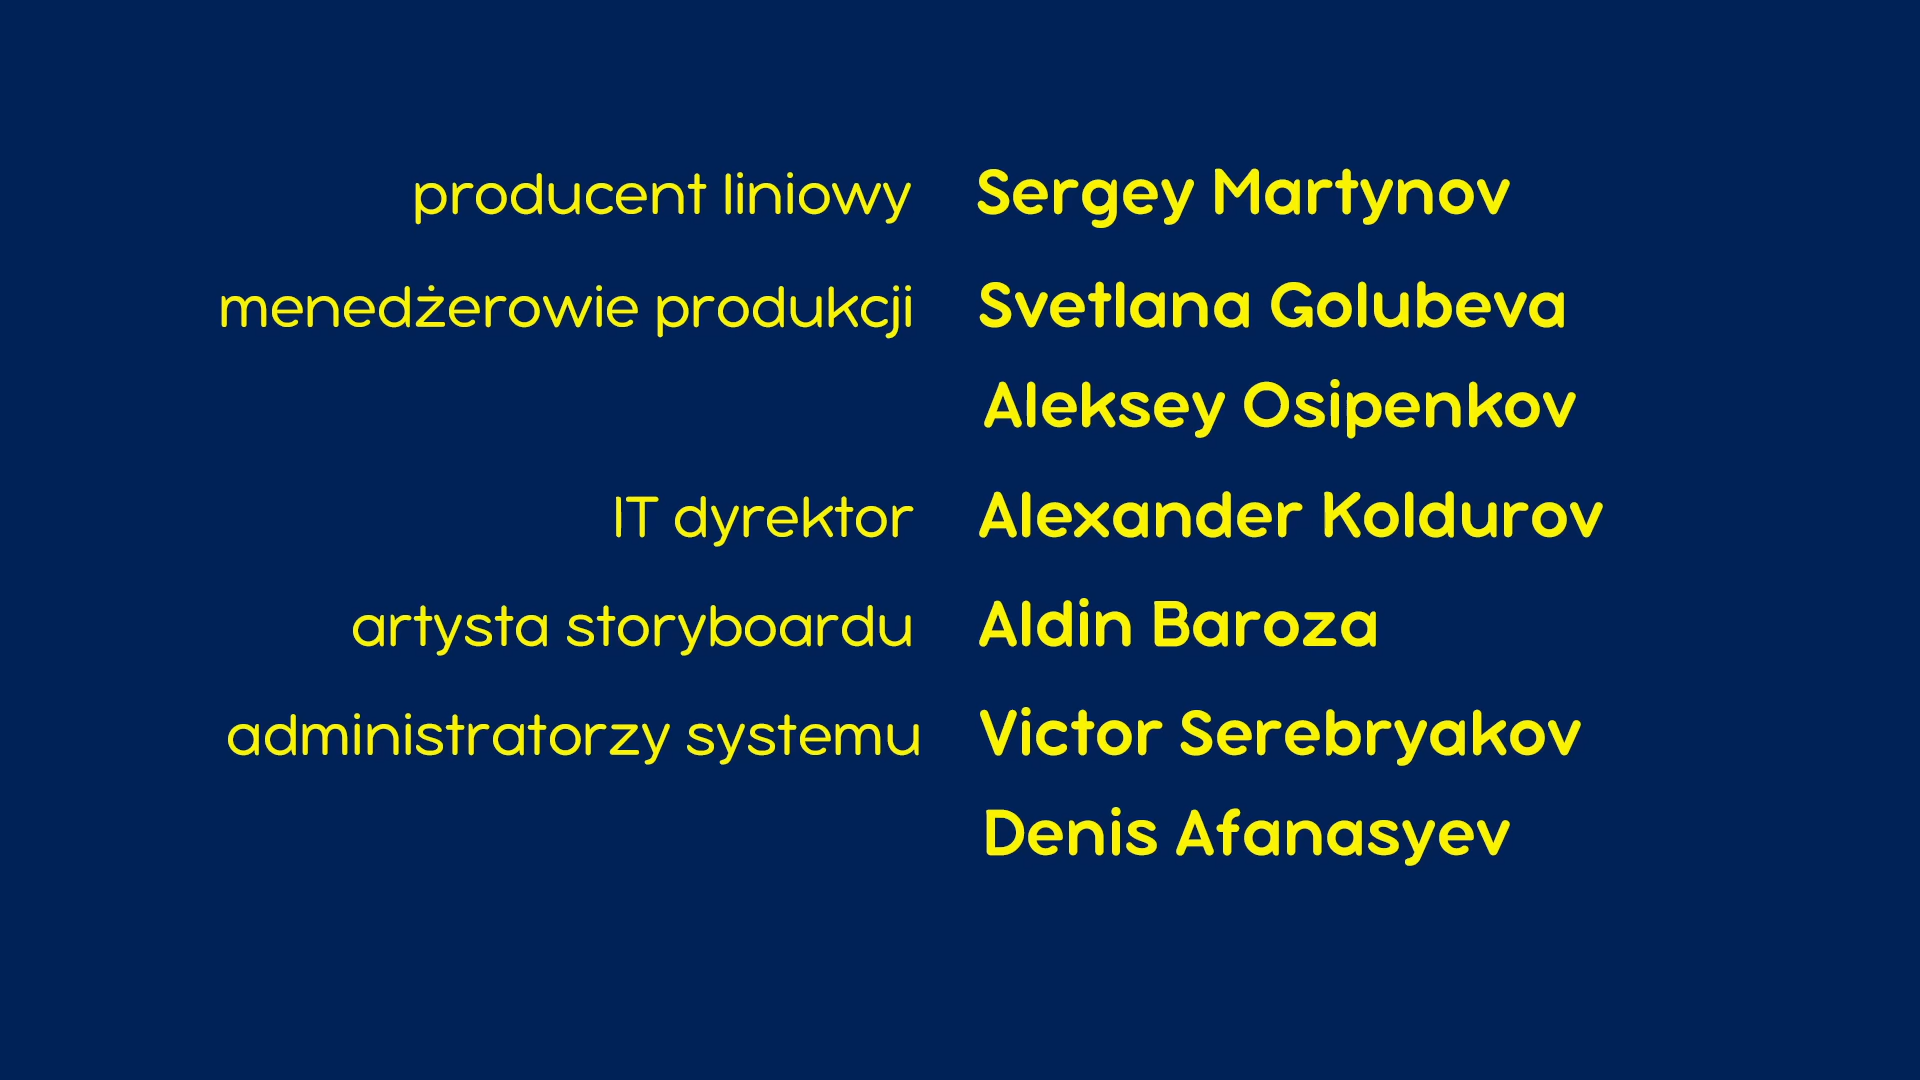 producent liniowy Sergey Martynov
menedżerowie produkcji Svetlana Golubeva
Aleksey Osipenkov
IT dyrektor Alexander Koldurov
artysta storyboardu Aldin Baroza
administratorzy systemu Victor Serebryakov
Denis Afanasyev